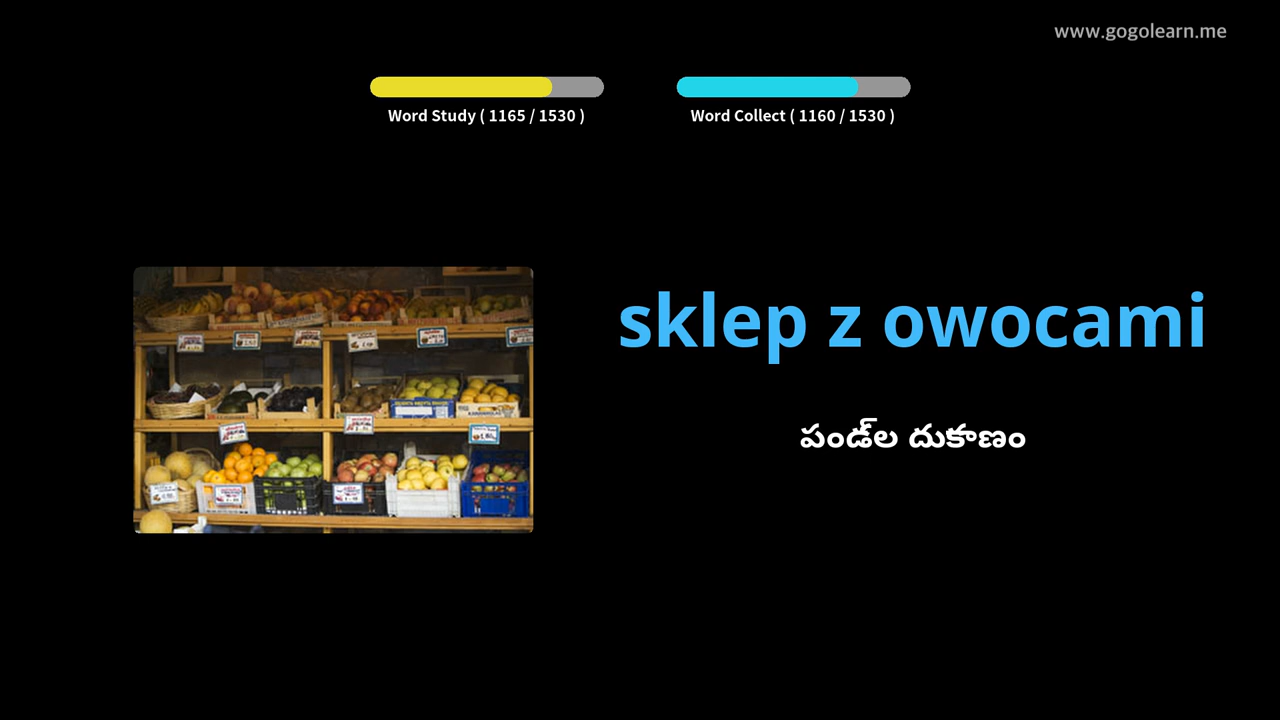 www.gogolearn.me
Word Study ( 1165 / 1530 )
Word Collect ( 1160 / 1530 )
sklep z owocami
పండ్‌ల దుకాణం